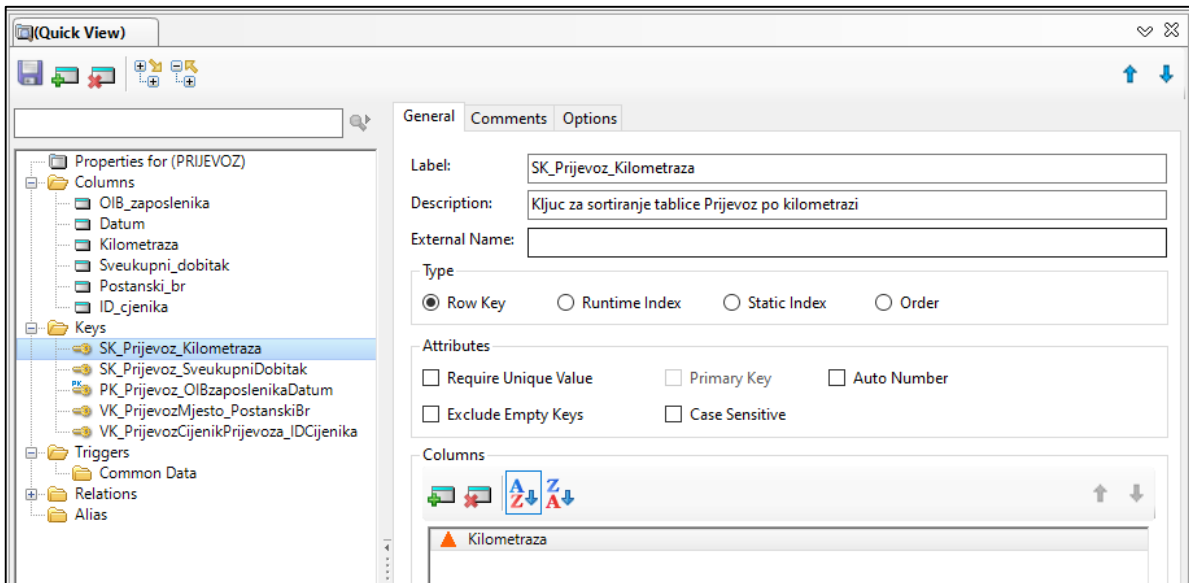 (Quick View)
General Comments Options
Properties for (PRIJEVOZ)
Columns
OIB_zaposlenika
Datum
Kilometraza
Sveukupni_dobitak
Postanski_br
ID_cjenika
Keys
SK_Prijevoz_Kilometraza
SK_Prijevoz_SveukupniDobitak
PK_Prijevoz_OIBzaposlenikaDatum
VK_PrijevozMjesto_PostanskiBr
VK_PrijevozCijenikPrijevoza_IDCijenika
Triggers
Common Data
Relations
Alias
Label: SK_Prijevoz_Kilometraza
Description: Kljuc za sortiranje tablice Prijevoz po kilometrazi
External Name:
Type
Row Key Runtime Index Static Index Order
Attributes
Require Unique Value Primary Key Auto Number
Exclude Empty Keys Case Sensitive
Columns
Kilometraza